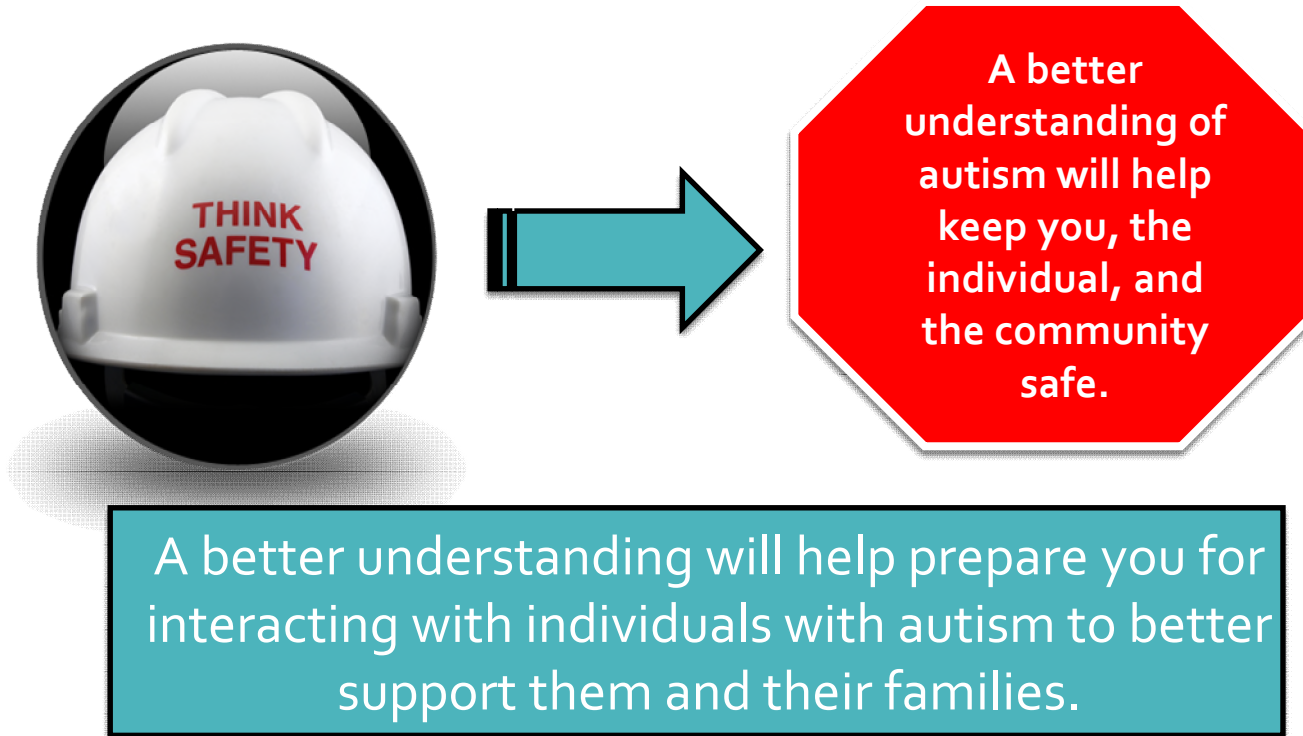 THINK
SAFETY
A better
understanding of
autism will help
keep you, the
individual, and
the community
safe.
A better understanding will help prepare you for
interacting with individuals with autism to better
support them and their families.